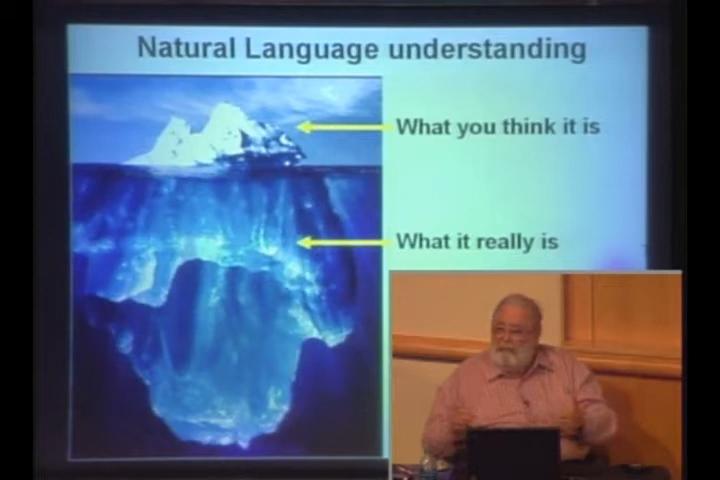 Natural Language understanding
What you think it is
What it really is